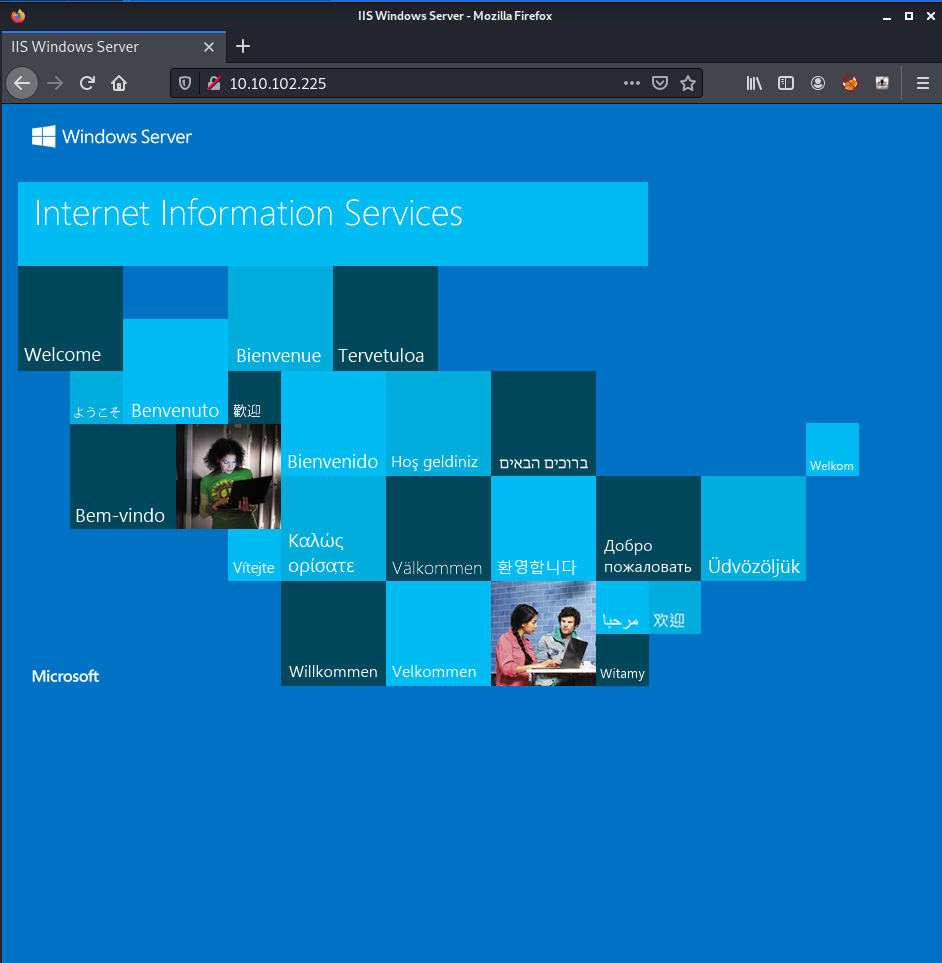 IIS Windows Server - Mozilla Firefox
IIS Windows Server
10.10.102.225
Windows Server
Internet Information Services
Welcome
Bienvenue
Tervetuloa
ようこそ
Benvenuto
歡迎
Bienvenido
Hoş geldiniz
ברוכים הבאים
Welkom
Bem-vindo
Vítejte
Καλώς
ορίσατε
Välkommen
환영합니다
Добро
пожаловать
Üdvözöljük
مرحبا
欢迎
Microsoft
Willkommen
Velkommen
Witamy